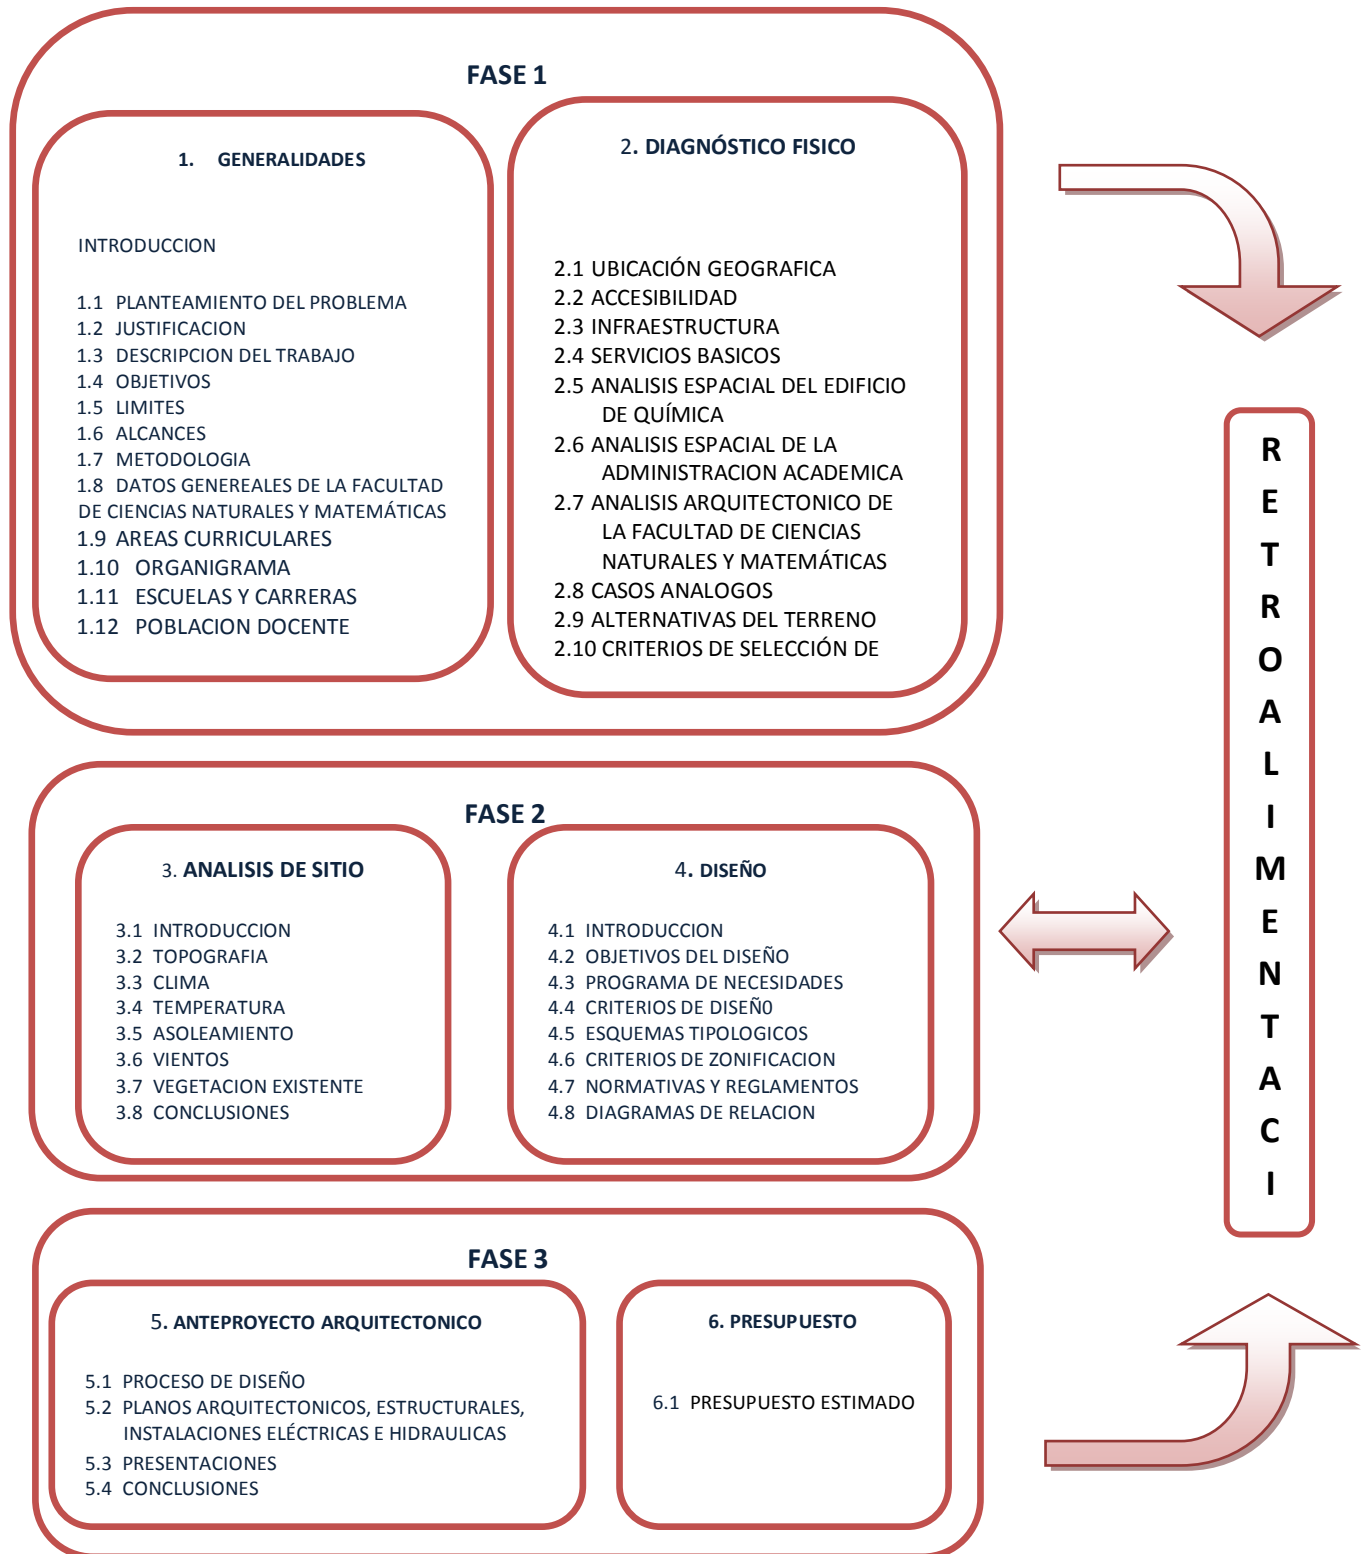 FASE 1
1. GENERALIDADES
INTRODUCCION
1.1 PLANTEAMIENTO DEL PROBLEMA
1.2 JUSTIFICACION
1.3 DESCRIPCION DEL TRABAJO
1.4 OBJETIVOS
1.5 LIMITES
1.6 ALCANCES
1.7 METODOLOGIA
1.8 DATOS GENEREALES DE LA FACULTAD
DE CIENCIAS NATURALES Y MATEMÁTICAS
1.9 AREAS CURRICULARES
1.10 ORGANIGRAMA
1.11 ESCUELAS Y CARRERAS
1.12 POBLACION DOCENTE
2. DIAGNÓSTICO FISICO
2.1 UBICACIÓN GEOGRAFICA
2.2 ACCESIBILIDAD
2.3 INFRAESTRUCTURA
2.4 SERVICIOS BASICOS
2.5 ANALISIS ESPACIAL DEL EDIFICIO
DE QUÍMICA
2.6 ANALISIS ESPACIAL DE LA
ADMINISTRACION ACADEMICA
2.7 ANALISIS ARQUITECTONICO DE
LA FACULTAD DE CIENCIAS
NATURALES Y MATEMÁTICAS
2.8 CASOS ANALOGOS
2.9 ALTERNATIVAS DEL TERRENO
2.10 CRITERIOS DE SELECCIÓN DE
FASE 2
3. ANALISIS DE SITIO
3.1 INTRODUCCION
3.2 TOPOGRAFIA
3.3 CLIMA
3.4 TEMPERATURA
3.5 ASOLEAMIENTO
3.6 VIENTOS
3.7 VEGETACION EXISTENTE
3.8 CONCLUSIONES
4. DISEÑO
4.1 INTRODUCCION
4.2 OBJETIVOS DEL DISEÑO
4.3 PROGRAMA DE NECESIDADES
4.4 CRITERIOS DE DISEÑ0
4.5 ESQUEMAS TIPOLOGICOS
4.6 CRITERIOS DE ZONIFICACION
4.7 NORMATIVAS Y REGLAMENTOS
4.8 DIAGRAMAS DE RELACION
FASE 3
5. ANTEPROYECTO ARQUITECTONICO
5.1 PROCESO DE DISEÑO
5.2 PLANOS ARQUITECTONICOS, ESTRUCTURALES,
INSTALACIONES ELÉCTRICAS E HIDRAULICAS
5.3 PRESENTACIONES
5.4 CONCLUSIONES
6. PRESUPUESTO
6.1 PRESUPUESTO ESTIMADO
R
E
T
R
O
A
L
I
M
E
N
T
A
C
I